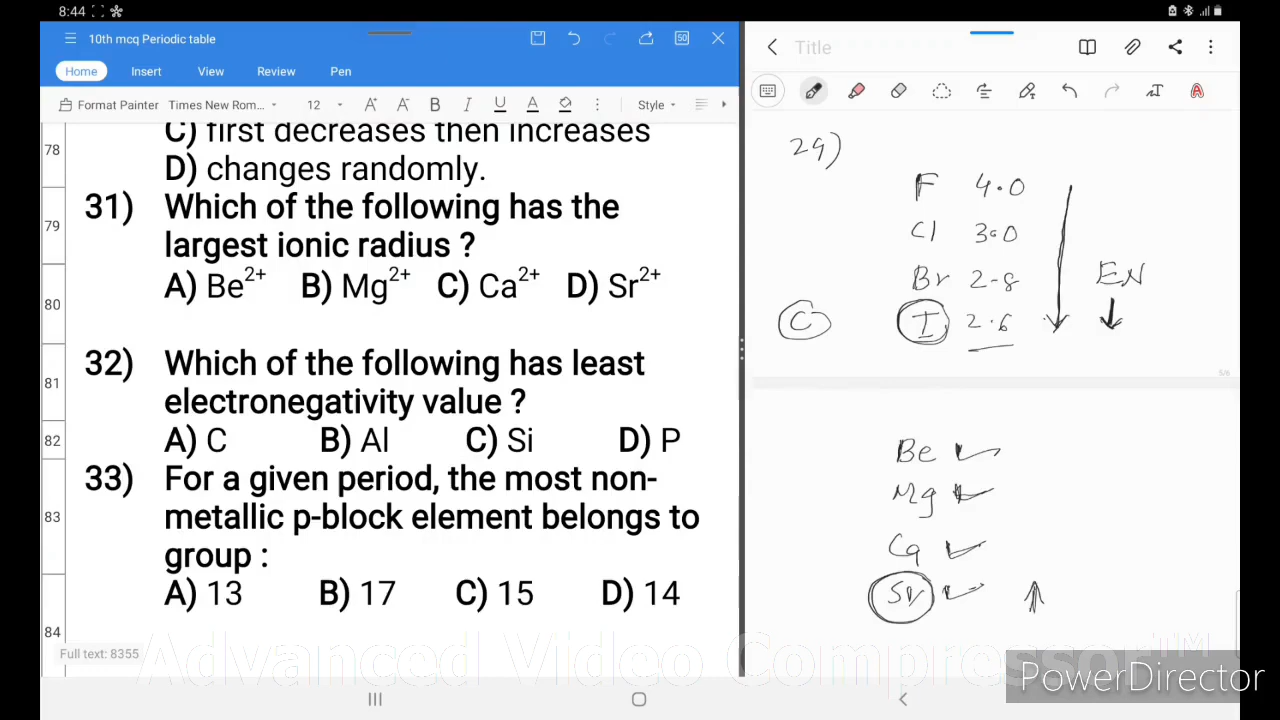 8:44
10th mcq Periodic table
50
Home Insert View Review Pen
Format Painter Times New Rom... 12 A A B I U A Style
78 C) first decreases then increases
D) changes randomly.
79 31) Which of the following has the
largest ionic radius ?
80 A) Be²⁺ B) Mg²⁺ C) Ca²⁺ D) Sr²⁺
32) Which of the following has least
81 electronegativity value ?
82 A) C B) Al C) Si D) P
33) For a given period, the most non-
83 metallic p-block element belongs to
group :
A) 13 B) 17 C) 15 D) 14
84
Full text: 8355
Title
29)
F 4.0
Cl 3.0
Br 2.8 EN
C I 2.6
5/6
Be
Mg
Ca
Sr
Advanced Video Compressor™
PowerDirector